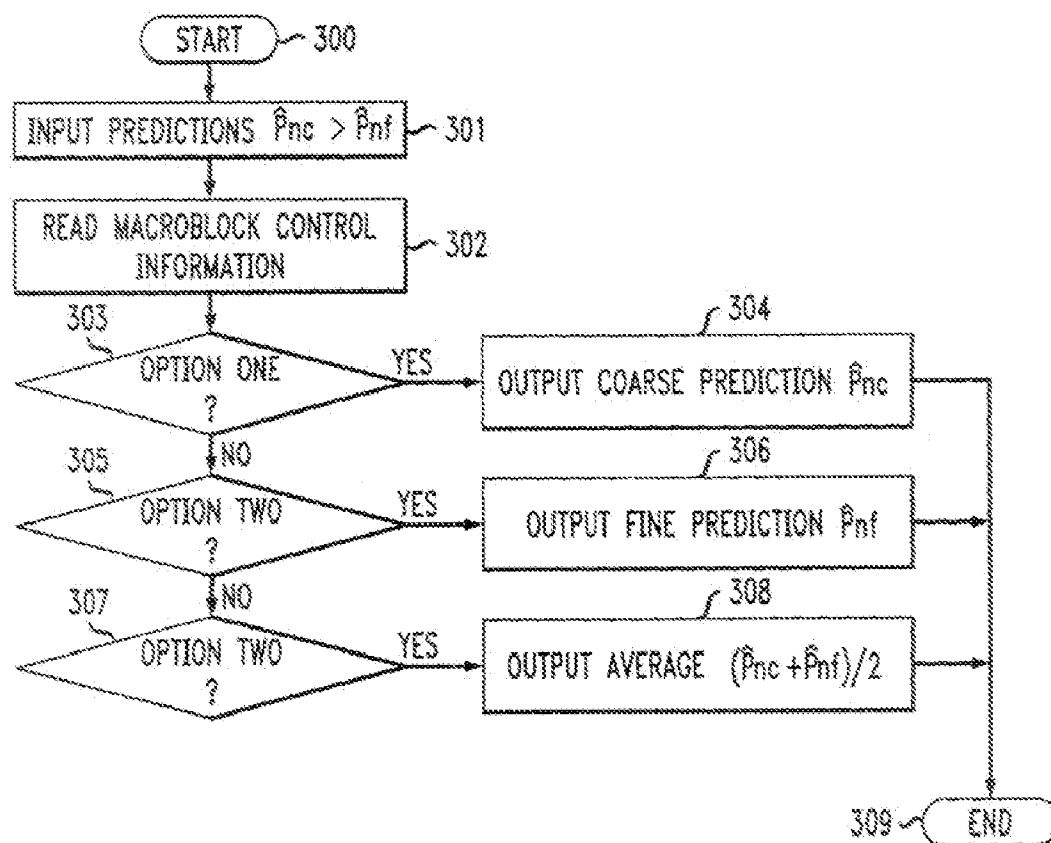 START 300
INPUT PREDICTIONS P̂nc > P̂nf 301
READ MACROBLOCK CONTROL
INFORMATION 302
303
OPTION ONE
?
YES
304
OUTPUT COARSE PREDICTION P̂nc
NO
305
OPTION TWO
?
YES
306
OUTPUT FINE PREDICTION P̂nf
NO
307
OPTION TWO
?
YES
308
OUTPUT AVERAGE (P̂nc + P̂nf)/2
309 END